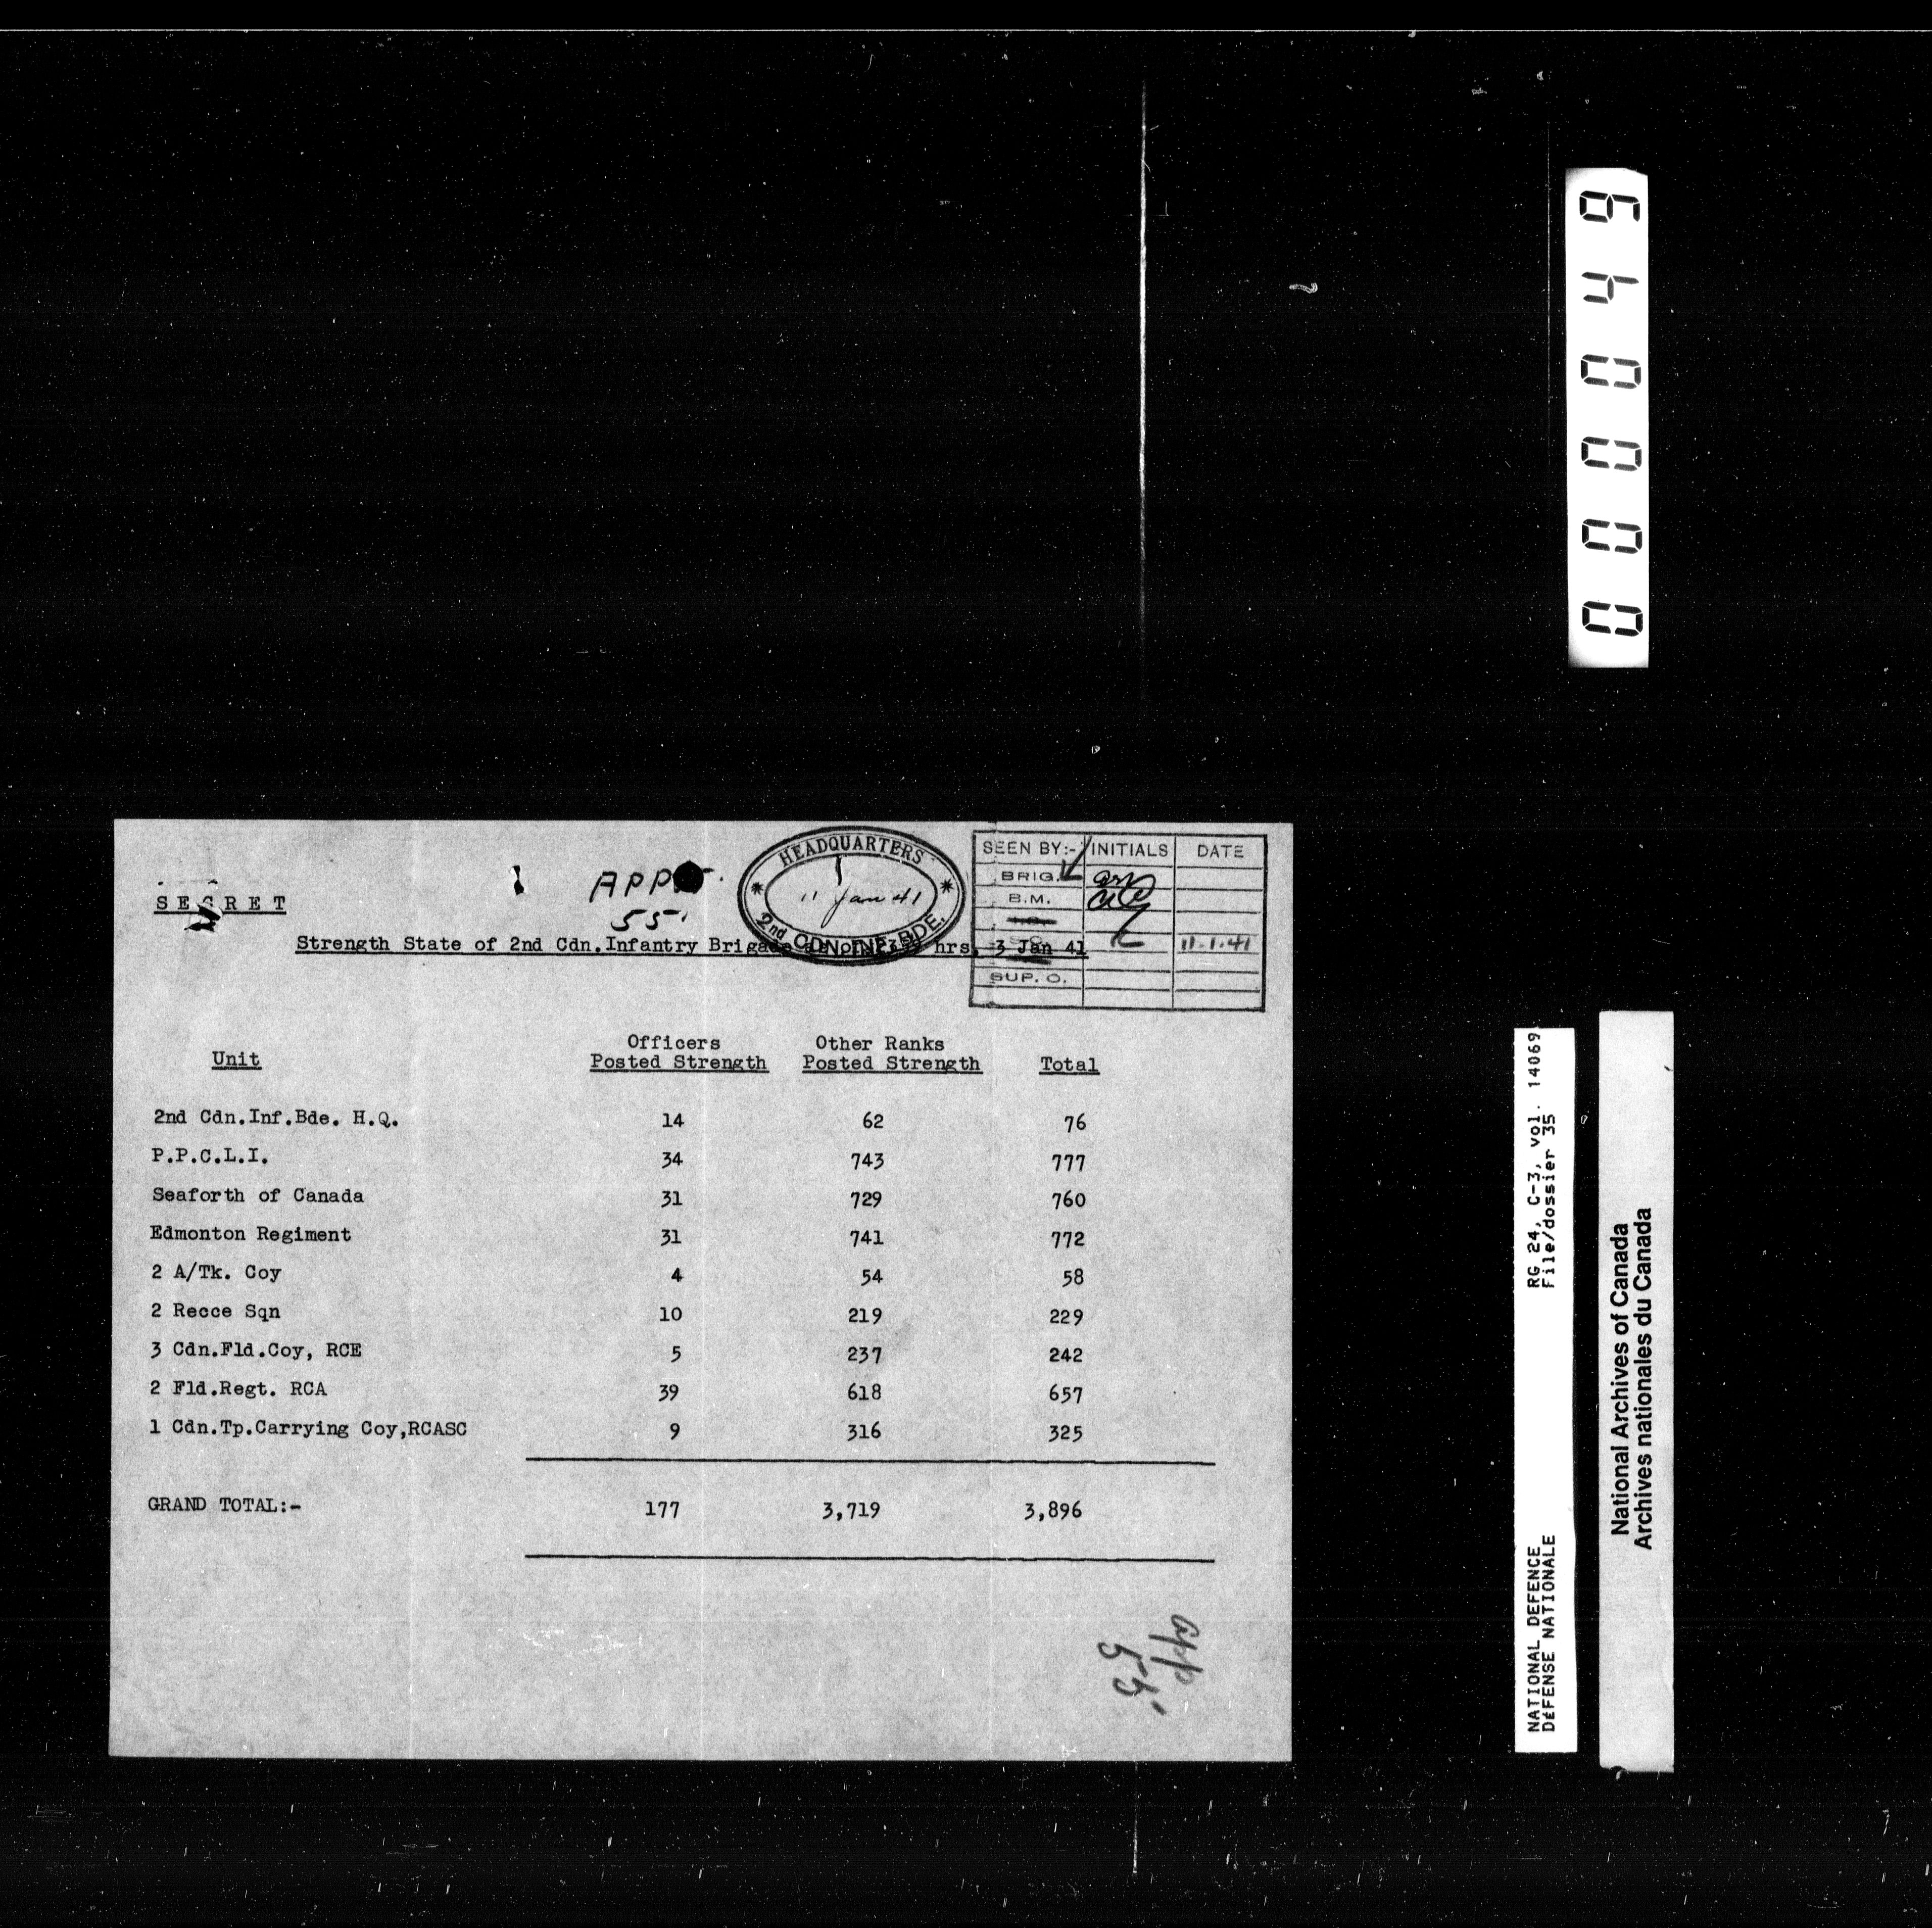 SECRET
APP
55.
HEADQUARTERS
11 Jan 41
2nd CDN. INF. BDE.
SEEN BY:- INITIALS DATE
BRIG.
B.M.
11.1.41
SUP. O.
Strength State of 2nd Cdn.Infantry Brigade hrs, 3 Jan 41
Unit Officers Posted Strength Other Ranks Posted Strength Total
2nd Cdn.Inf.Bde. H.Q. 14 62 76
P.P.C.L.I. 34 743 777
Seaforth of Canada 31 729 760
Edmonton Regiment 31 741 772
2 A/Tk. Coy 4 54 58
2 Recce Sqn 10 219 229
3 Cdn.Fld.Coy, RCE 5 237 242
2 Fld.Regt. RCA 39 618 657
1 Cdn.Tp.Carrying Coy,RCASC 9 316 325
GRAND TOTAL:- 177 3,719 3,896
app
55.
000049
NATIONAL DEFENCE RG 24, C-3, vol. 14069
DÉFENSE NATIONALE File/dossier 35
National Archives of Canada
Archives nationales du Canada